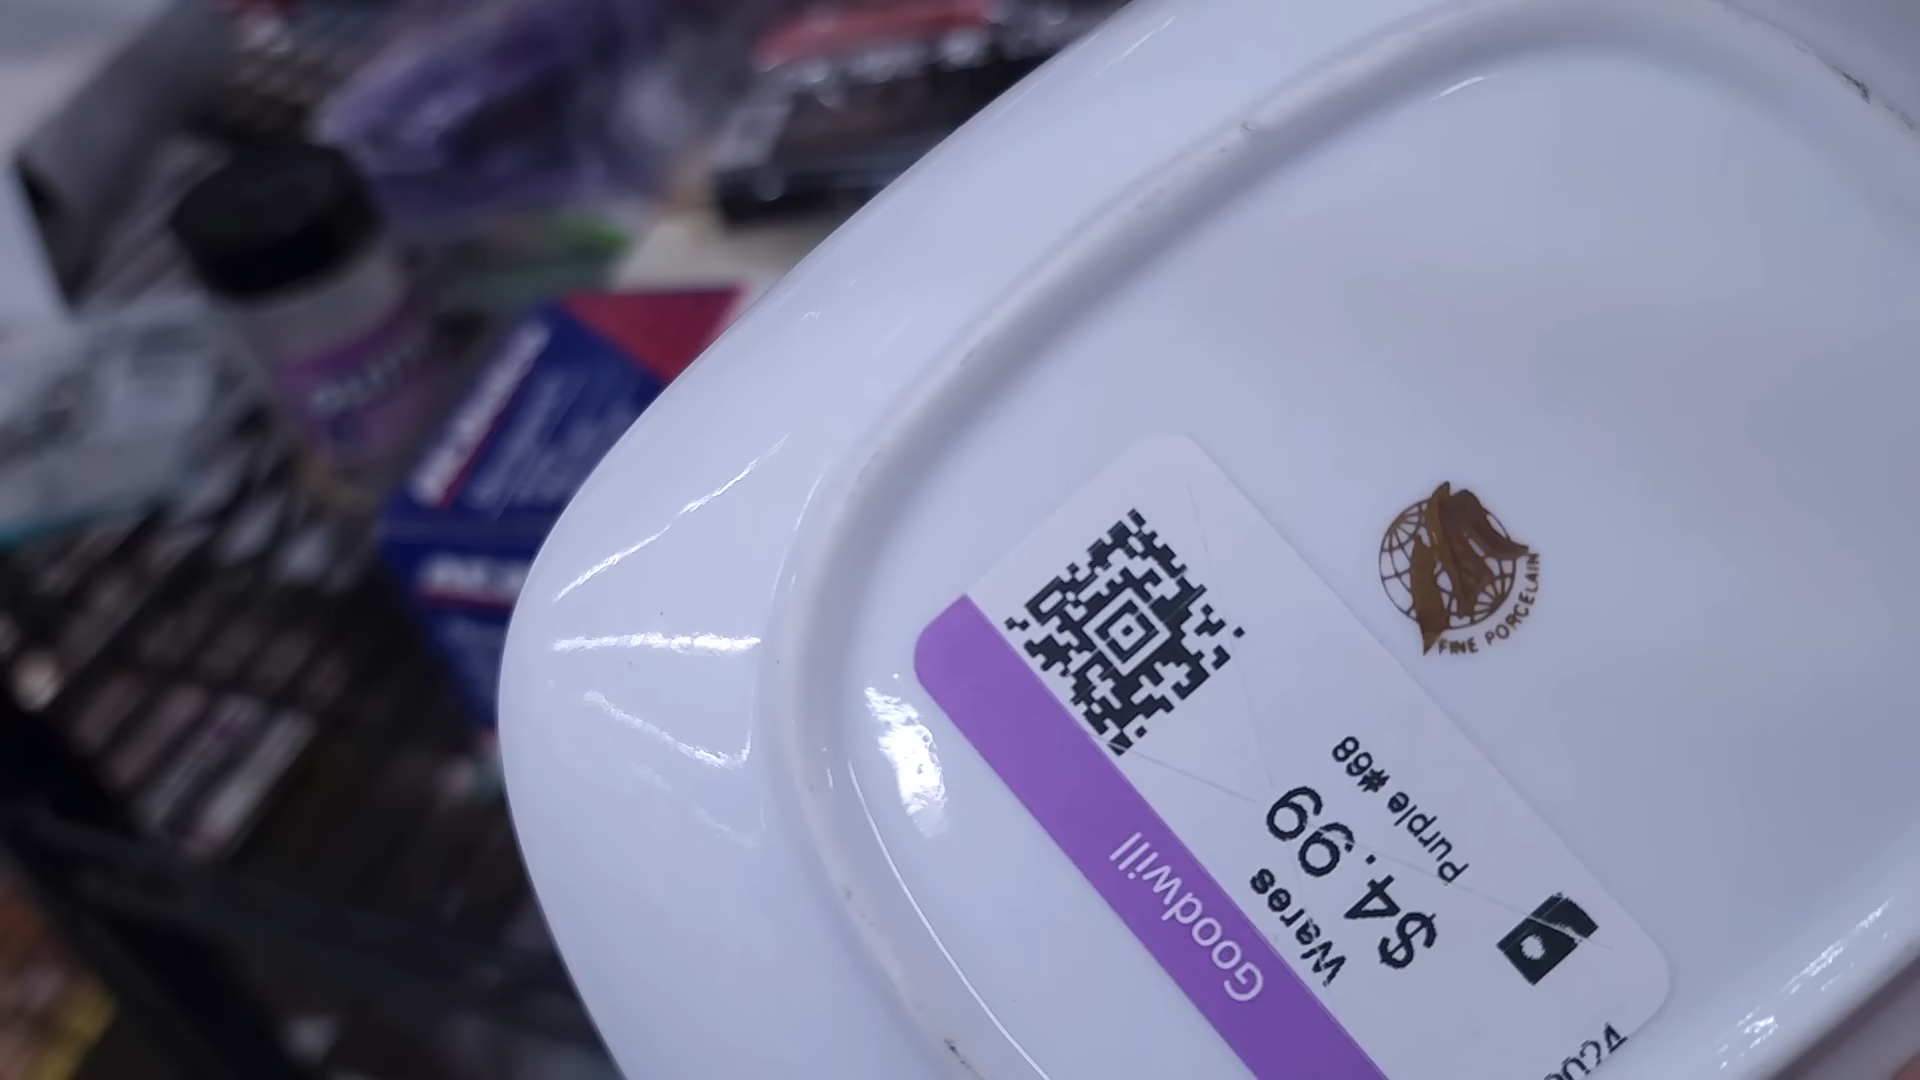 FINE PORCELAIN
Purple #68
$4.99
Wares
Goodwill